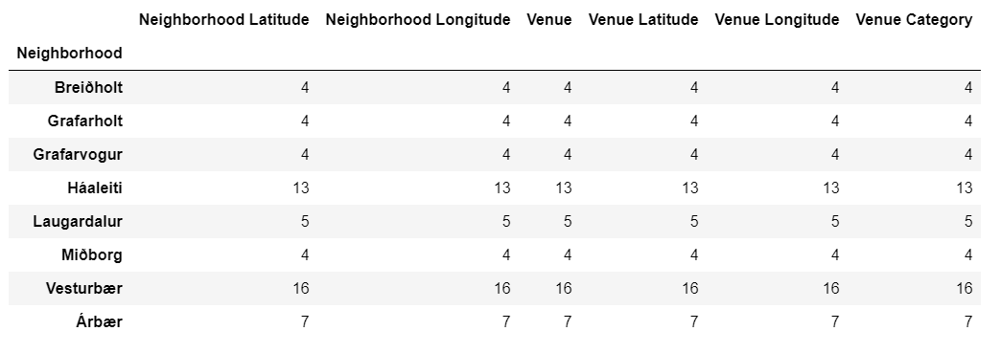 Neighborhood Latitude Neighborhood Longitude Venue Venue Latitude Venue Longitude Venue Category
Neighborhood
Breiðholt 4 4 4 4 4 4
Grafarholt 4 4 4 4 4 4
Grafarvogur 4 4 4 4 4 4
Háaleiti 13 13 13 13 13 13
Laugardalur 5 5 5 5 5 5
Miðborg 4 4 4 4 4 4
Vesturbær 16 16 16 16 16 16
Árbær 7 7 7 7 7 7